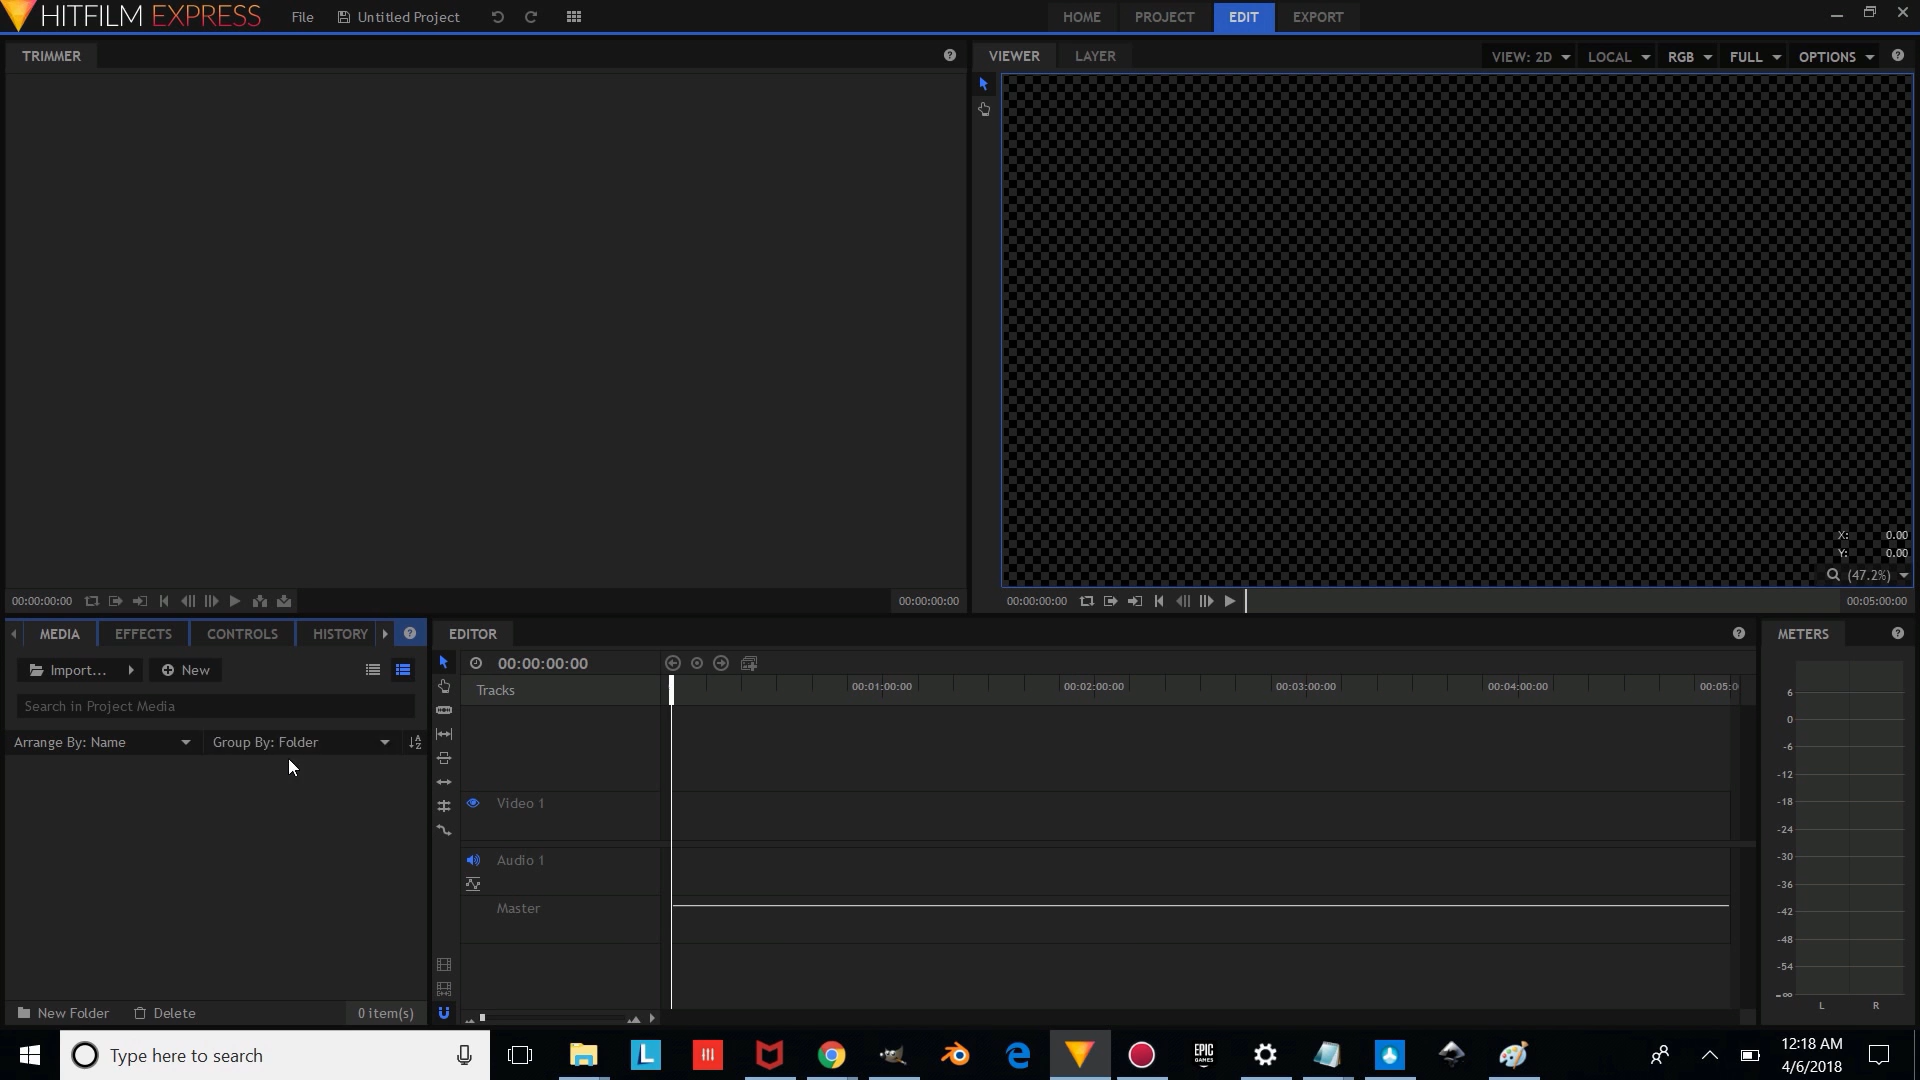 HITFILM EXPRESS File Untitled Project HOME PROJECT EDIT EXPORT
TRIMMER
VIEWER LAYER VIEW: 2D LOCAL RGB FULL OPTIONS
X: 0.00
Y: 0.00
(47.2%)
00:00:00:00 00:00:00:00
00:00:00:00 00:05:00:00
MEDIA EFFECTS CONTROLS HISTORY
Import... New
Search in Project Media
Arrange By: Name Group By: Folder
New Folder Delete 0 item(s)
EDITOR
00:00:00:00
Tracks 00:01:00:00 00:02:00:00 00:03:00:00 00:04:00:00 00:05:0
Video 1
Audio 1
Master
METERS
6
0
-6
-12
-18
-24
-30
-36
-42
-48
-54
-∞
L R
Type here to search
L
EPIC
GAMES
12:18 AM
4/6/2018